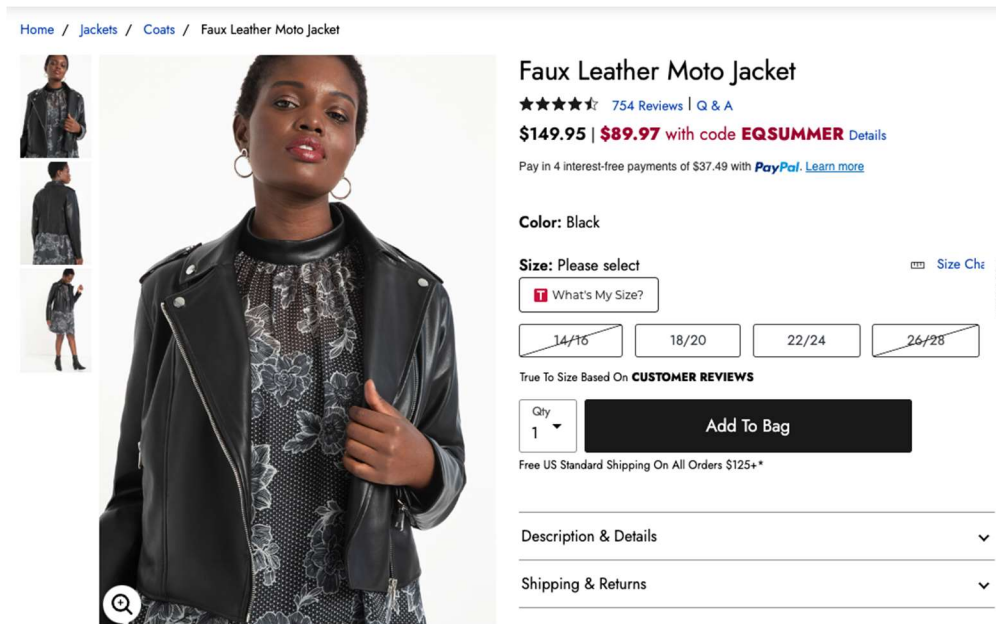 Home / Jackets / Coats / Faux Leather Moto Jacket
Faux Leather Moto Jacket
754 Reviews | Q & A
$149.95 | $89.97 with code EQSUMMER Details
Pay in 4 interest-free payments of $37.49 with PayPal. Learn more
Color: Black
Size: Please select
Size Cha
T What's My Size?
14/16 18/20 22/24 26/28
True To Size Based On CUSTOMER REVIEWS
Qty
1
Add To Bag
Free US Standard Shipping On All Orders $125+*
Description & Details
Shipping & Returns